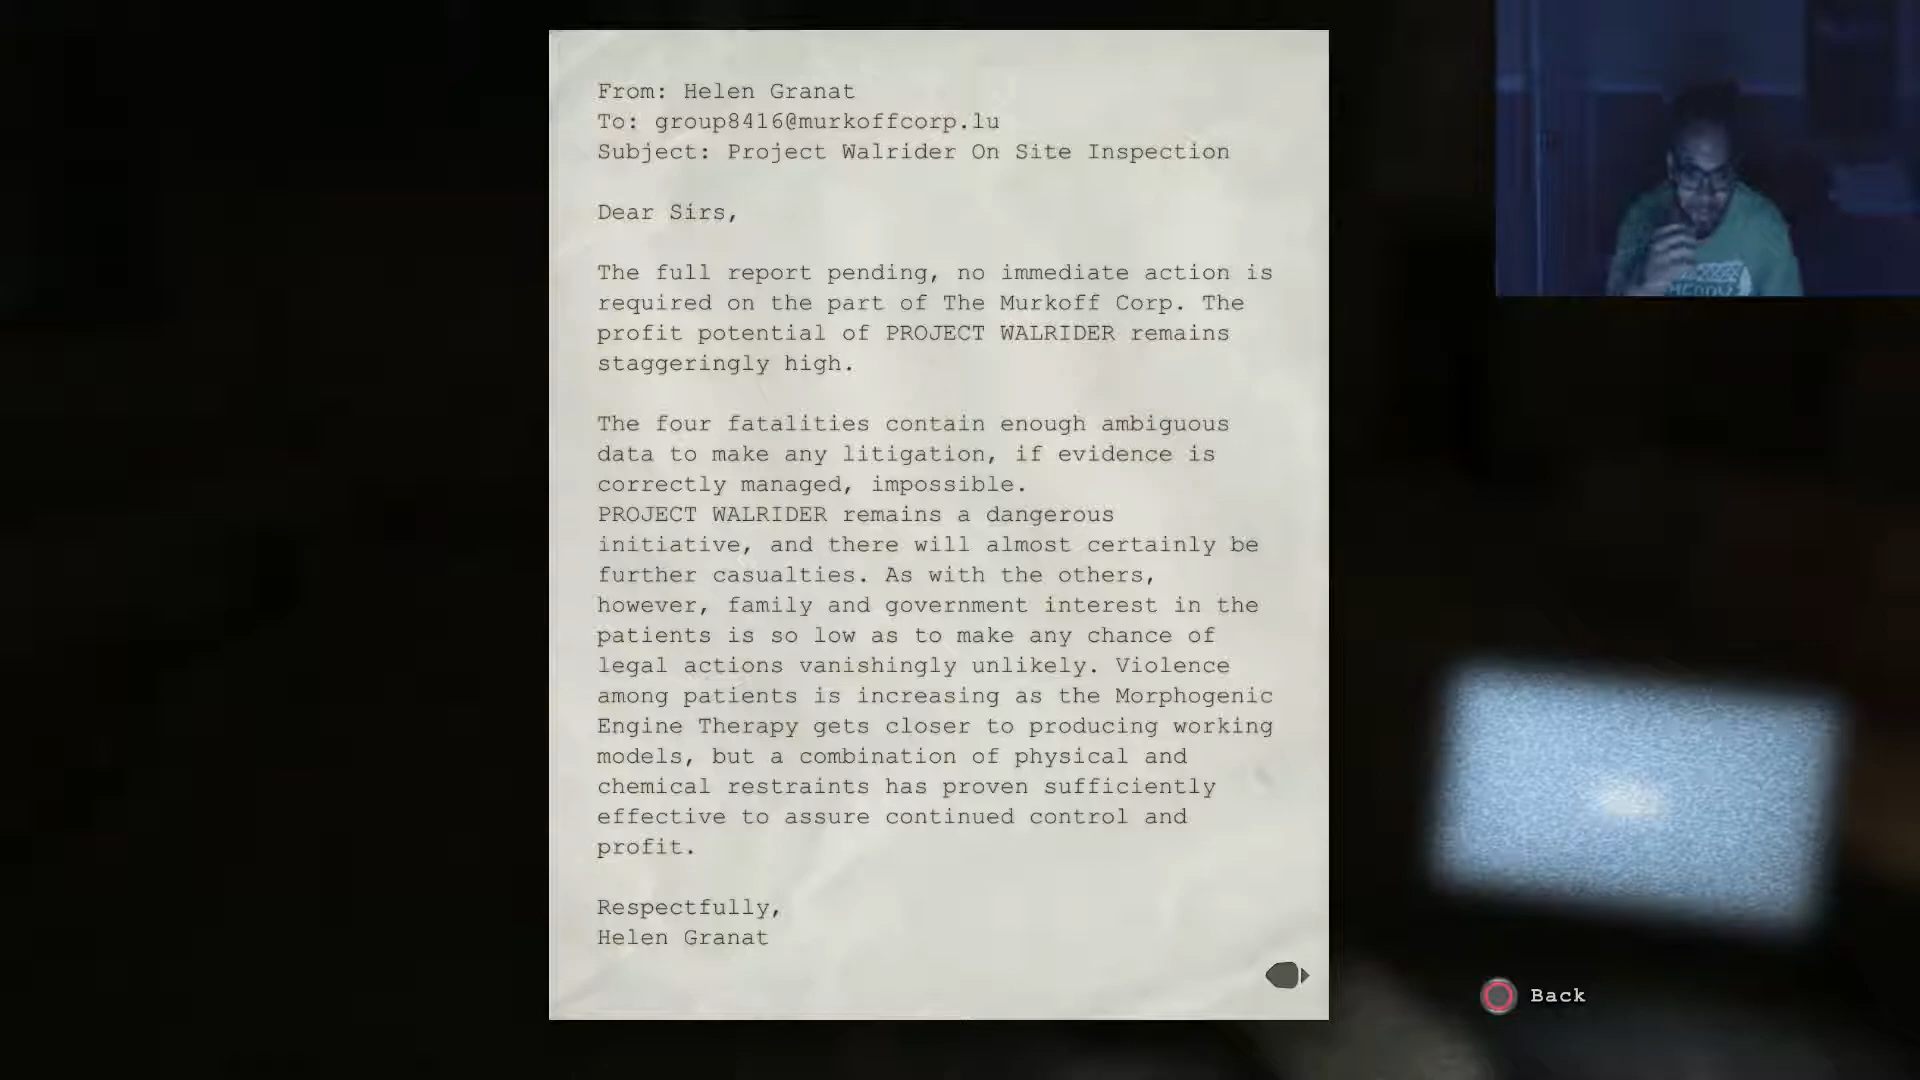 From: Helen Granat
To: group8416@murkoffcorp.lu
Subject: Project Walrider On Site Inspection
Dear Sirs,
The full report pending, no immediate action is
required on the part of The Murkoff Corp. The
profit potential of PROJECT WALRIDER remains
staggeringly high.
The four fatalities contain enough ambiguous
data to make any litigation, if evidence is
correctly managed, impossible.
PROJECT WALRIDER remains a dangerous
initiative, and there will almost certainly be
further casualties. As with the others,
however, family and government interest in the
patients is so low as to make any chance of
legal actions vanishingly unlikely. Violence
among patients is increasing as the Morphogenic
Engine Therapy gets closer to producing working
models, but a combination of physical and
chemical restraints has proven sufficiently
effective to assure continued control and
profit.
Respectfully,
Helen Granat
Back